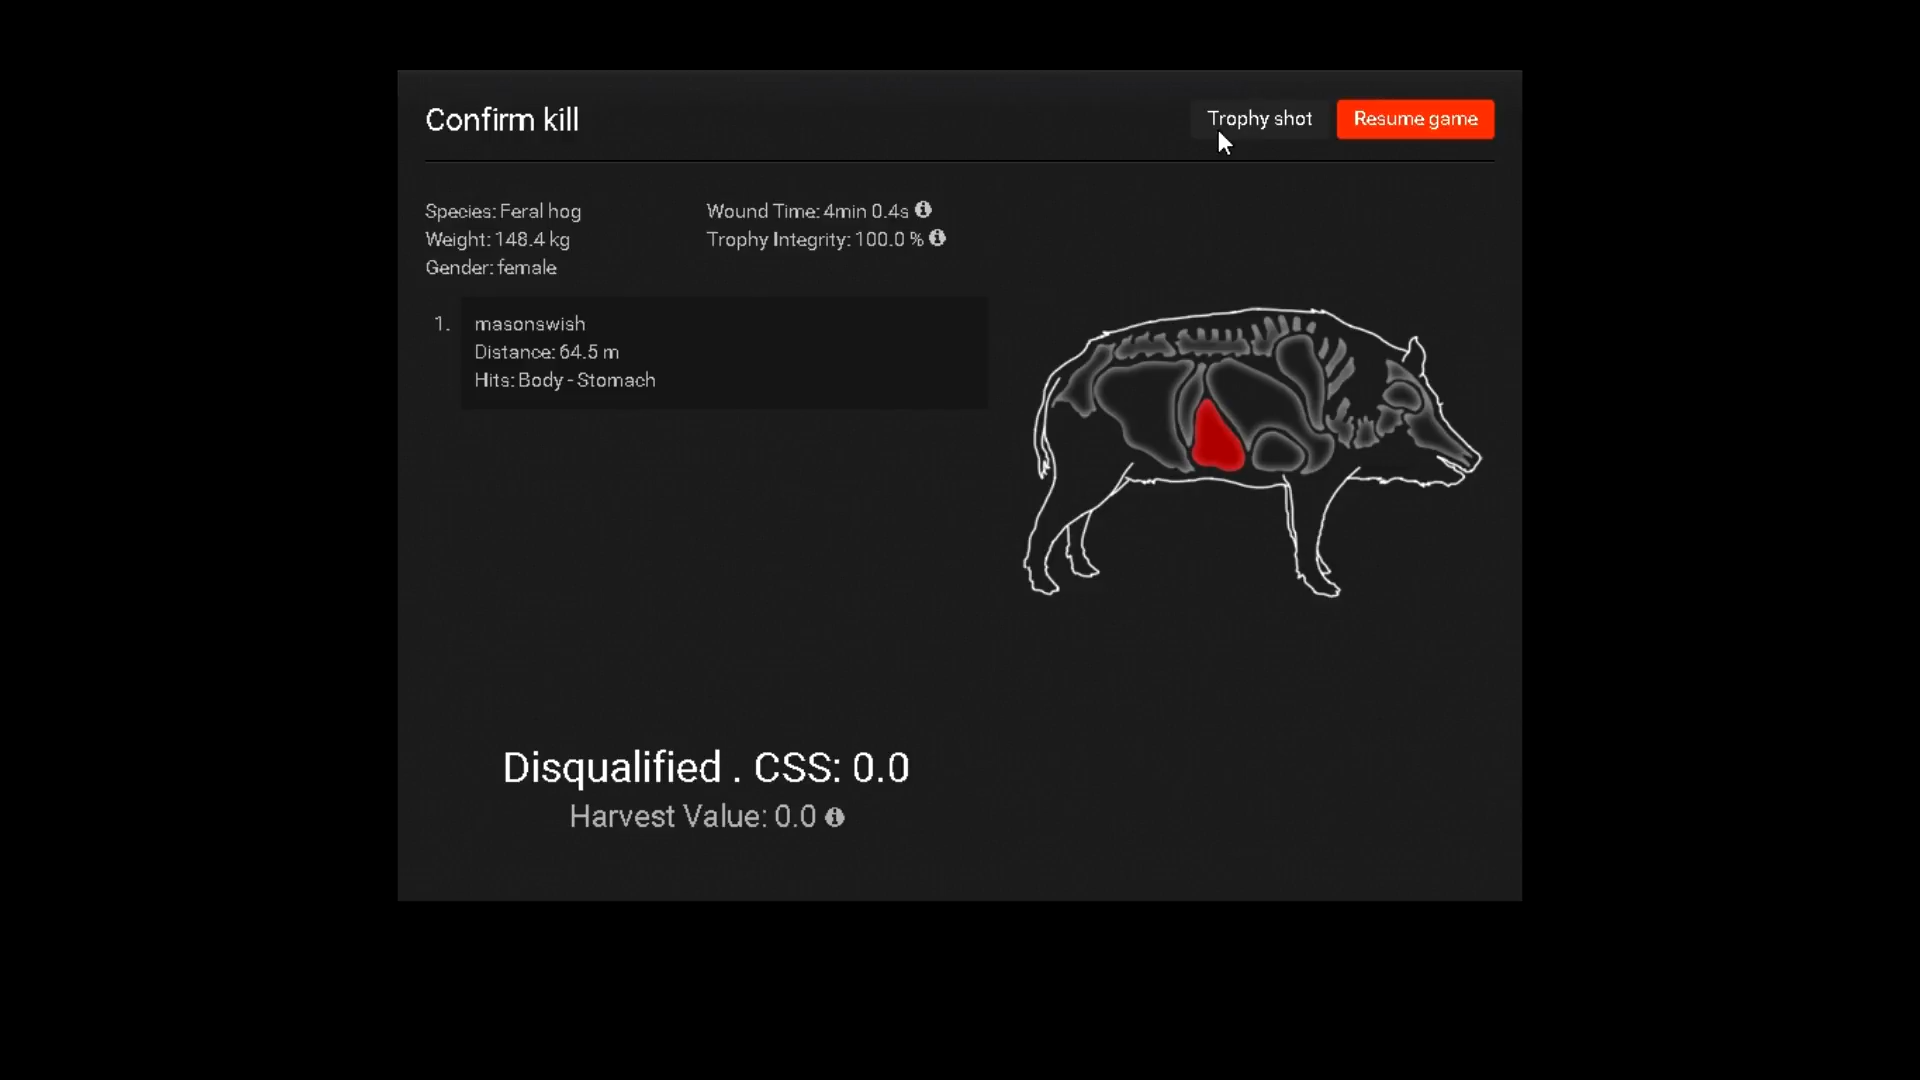 Confirm kill
Trophy shot
Resume game
Species: Feral hog
Weight: 148.4 kg
Gender: female
Wound Time: 4min 0.4s
Trophy Integrity: 100.0 %
1.
masonswish
Distance: 64.5 m
Hits: Body - Stomach
Disqualified . CSS: 0.0
Harvest Value: 0.0